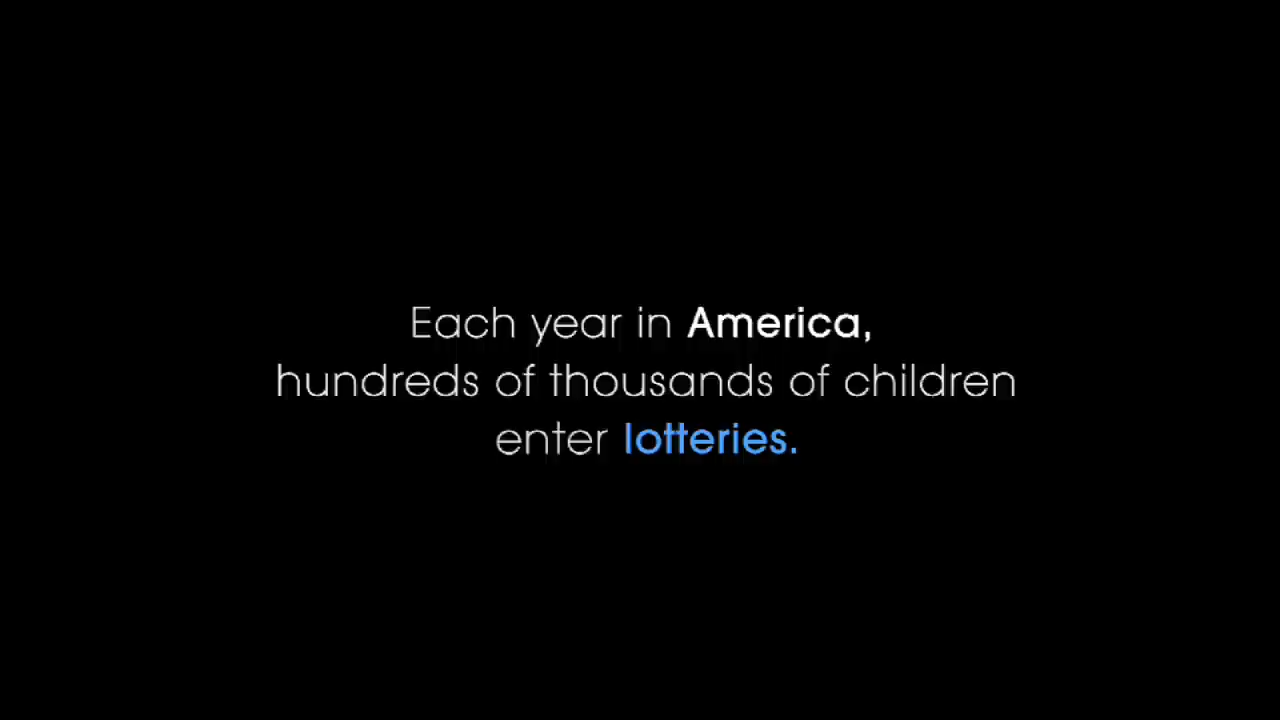 Each year in America,
hundreds of thousands of children
enter lotteries.